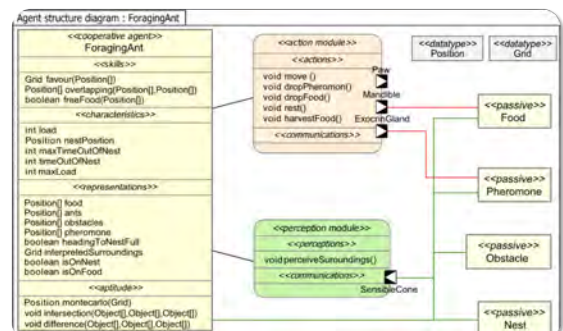 Agent structure diagram : ForagingAnt
<<cooperative agent>>
ForagingAnt
<<skills>>
Grid favour(Position[])
Position[] overlapping(Position[],Position[])
boolean freeFood(Position[])
<<characteristics>>
int load
Position nestPosition
int maxTimeOutOfNest
int timeOutOfNest
int maxLoad
<<representations>>
Position[] food
Position[] ants
Position[] obstacles
Position[] pheromone
boolean headingToNestFull
Grid interpretedSurroundings
boolean isOnNest
boolean isOnFood
<<aptitude>>
Position montecarlo(Grid)
void intersection(Object[],Object[],Object[])
void difference(Object[],Object[],Object[])
<<action module>>
<<actions>>
void move ()
void dropPheromon()
void dropFood()
void rest()
void harvestFood()
<<communications>>
Paw
Mandible
ExocrinGland
<<perception module>>
<<perceptions>>
void perceiveSurroundings()
<<communications>>
SensibleCone
<<datatype>>
Position
<<datatype>>
Grid
<<passive>>
Food
<<passive>>
Pheromone
<<passive>>
Obstacle
<<passive>>
Nest